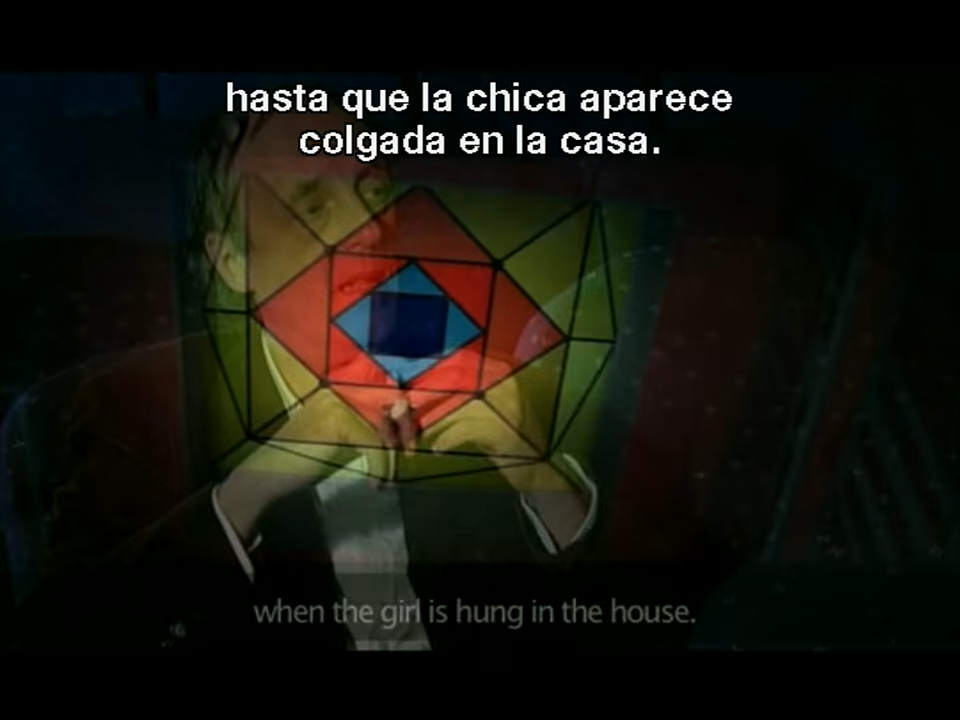 hasta que la chica aparece
colgada en la casa.
when the girl is hung in the house.